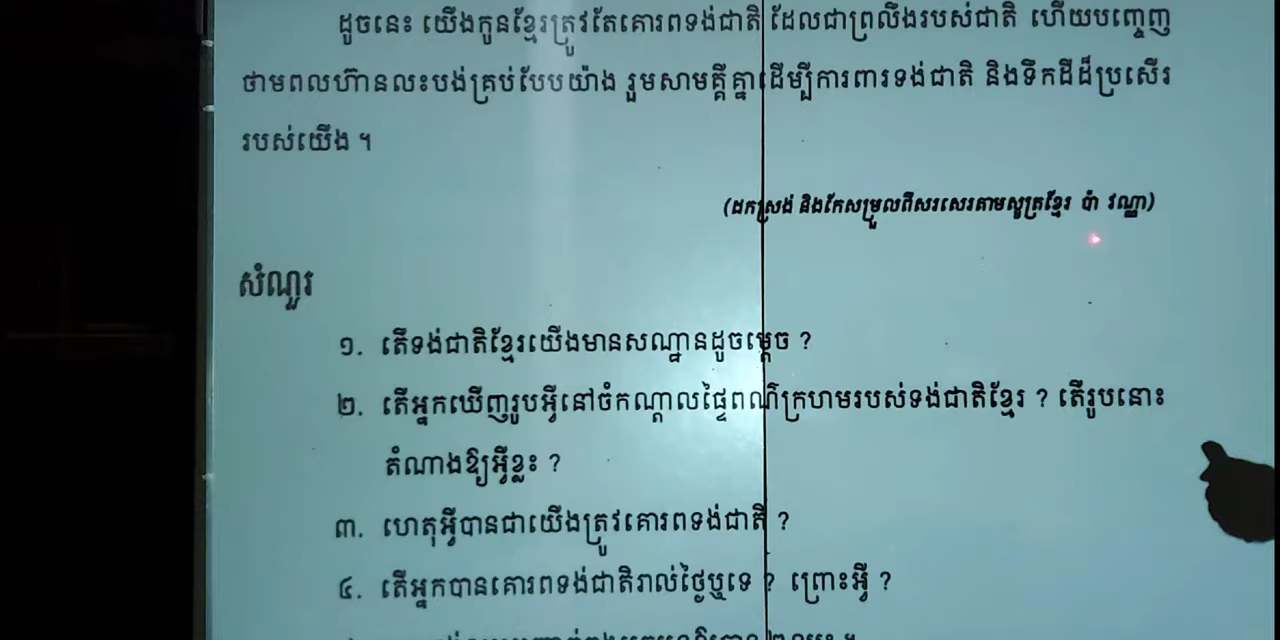 ដូចនេះ យើងកូនខ្មែរត្រូវតែគោរពទង់ជាតិ ដែលជាព្រលឹងរបស់ជាតិ ហើយបញ្ចេញ
ថាមពលហ៊ានលះបង់គ្រប់បែបយ៉ាង រួមសាមគ្គីគ្នាដើម្បីការពារទង់ជាតិ និងទឹកដីដ៏ប្រសើរ
របស់យើង ។
(ដកស្រង់ និងកែសម្រួលពីសរសេរតាមសូត្រខ្មែរ ប៉ា វណ្ណា)
សំណួរ
១. តើទង់ជាតិខ្មែរយើងមានសណ្ឋានដូចម្ដេច ?
២. តើអ្នកឃើញរូបអ្វីនៅចំកណ្ដាលផ្ទៃពណ៌ក្រហមរបស់ទង់ជាតិខ្មែរ ? តើរូបនោះ
តំណាងឱ្យអ្វីខ្លះ ?
៣. ហេតុអ្វីបានជាយើងត្រូវគោរពទង់ជាតិ ?
៤. តើអ្នកបានគោរពទង់ជាតិរាល់ថ្ងៃឬទេ ? ព្រោះអ្វី ?